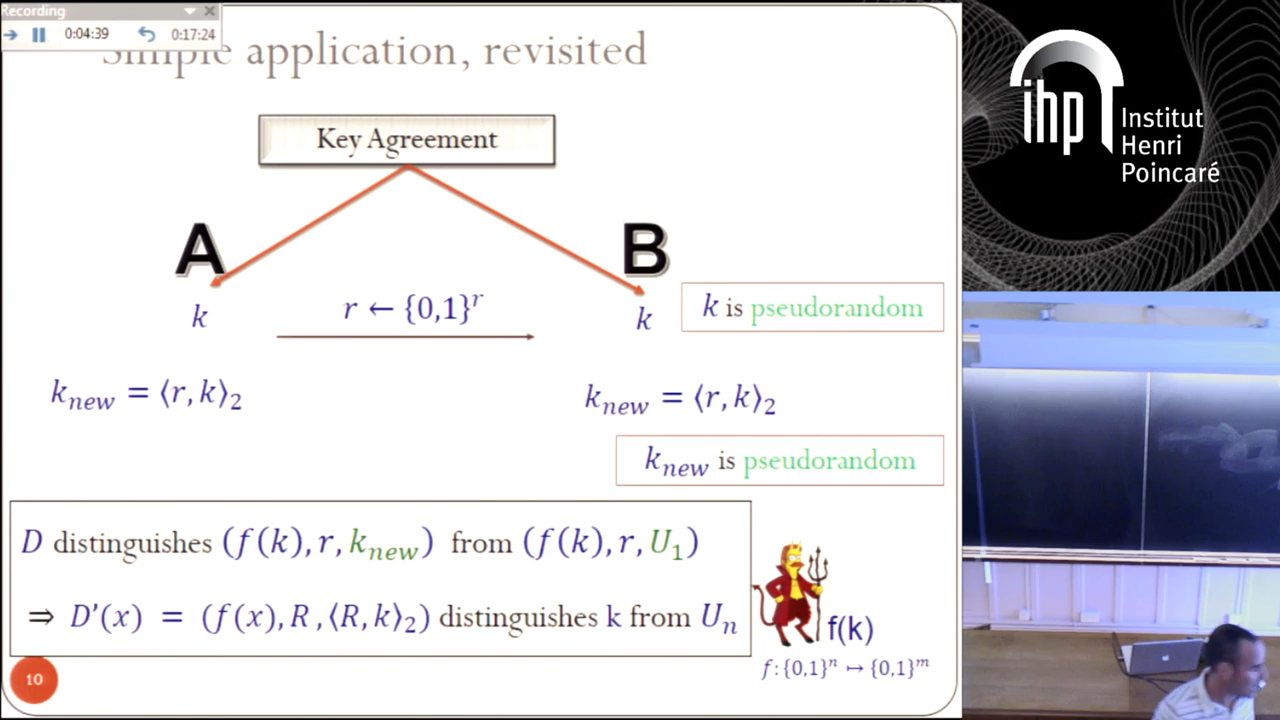 Recording
0:04:39
0:17:24
Simple application, revisited
Key Agreement
A
B
k
r ← {0,1}^r
k
k is pseudorandom
k_new = ⟨r, k⟩_2
k_new = ⟨r, k⟩_2
k_new is pseudorandom
D distinguishes (f(k), r, k_new) from (f(k), r, U_1)
⇒ D'(x) = (f(x), R, ⟨R, k⟩_2) distinguishes k from U_n
f(k)
f: {0,1}^n ↦ {0,1}^m
10
ihp
Institut
Henri
Poincaré